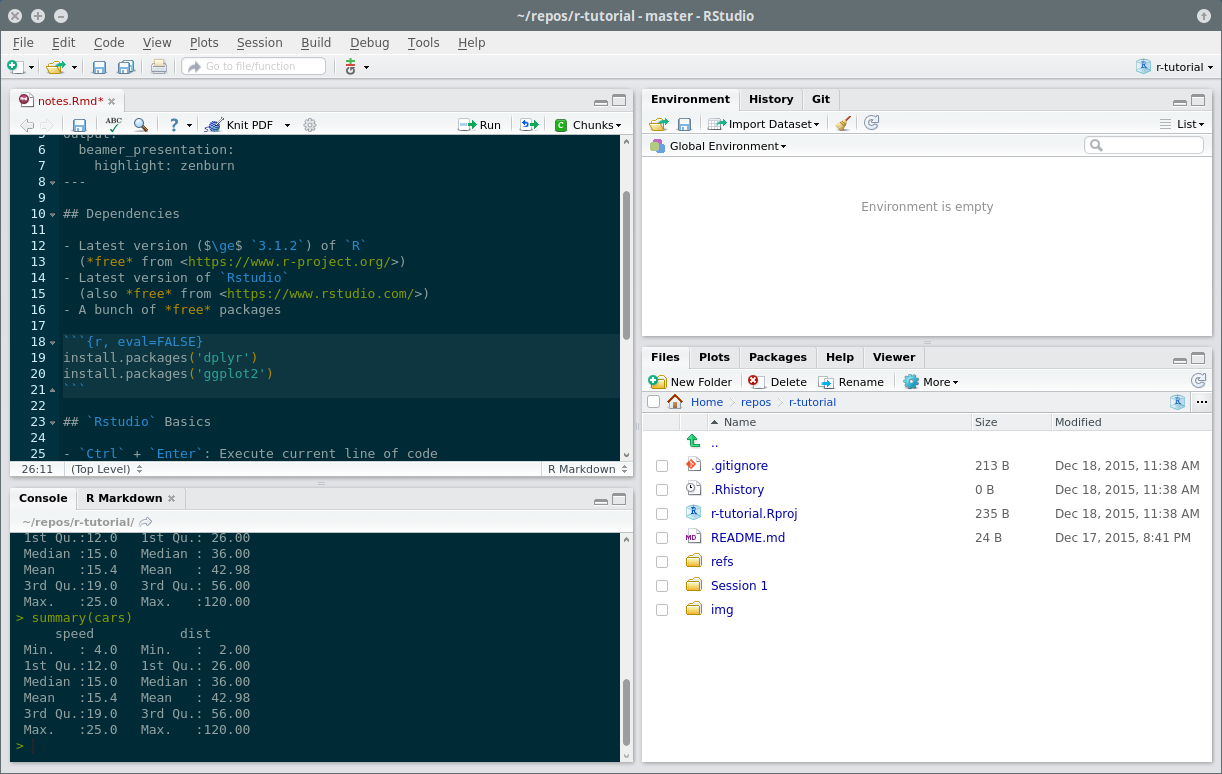 ~/repos/r-tutorial - master - RStudio
File Edit Code View Plots Session Build Debug Tools Help
Go to file/function
r-tutorial
notes.Rmd*
ABC ? Knit PDF Run Chunks
5 output:
6 beamer_presentation:
7 highlight: zenburn
8 ---
9
10 ## Dependencies
11
12 - Latest version ($\ge$ `3.1.2`) of `R`
13 (*free* from <https://www.r-project.org/>)
14 - Latest version of `Rstudio`
15 (also *free* from <https://www.rstudio.com/>)
16 - A bunch of *free* packages
17
18 ```{r, eval=FALSE}
19 install.packages('dplyr')
20 install.packages('ggplot2')
21 ```
22
23 ## `Rstudio` Basics
24
25 - `Ctrl` + `Enter`: Execute current line of code
26:11 (Top Level) R Markdown
Console R Markdown
~/repos/r-tutorial/
1st Qu.:12.0 1st Qu.: 26.00
Median :15.0 Median : 36.00
Mean :15.4 Mean : 42.98
3rd Qu.:19.0 3rd Qu.: 56.00
Max. :25.0 Max. :120.00
> summary(cars)
speed dist
Min. : 4.0 Min. : 2.00
1st Qu.:12.0 1st Qu.: 26.00
Median :15.0 Median : 36.00
Mean :15.4 Mean : 42.98
3rd Qu.:19.0 3rd Qu.: 56.00
Max. :25.0 Max. :120.00
>
Environment History Git
Import Dataset List
Global Environment
Environment is empty
Files Plots Packages Help Viewer
New Folder Delete Rename More
Home repos r-tutorial ...
Name Size Modified
..
.gitignore 213 B Dec 18, 2015, 11:38 AM
.Rhistory 0 B Dec 18, 2015, 11:38 AM
r-tutorial.Rproj 235 B Dec 18, 2015, 11:38 AM
MD README.md 24 B Dec 17, 2015, 8:41 PM
refs
Session 1
img